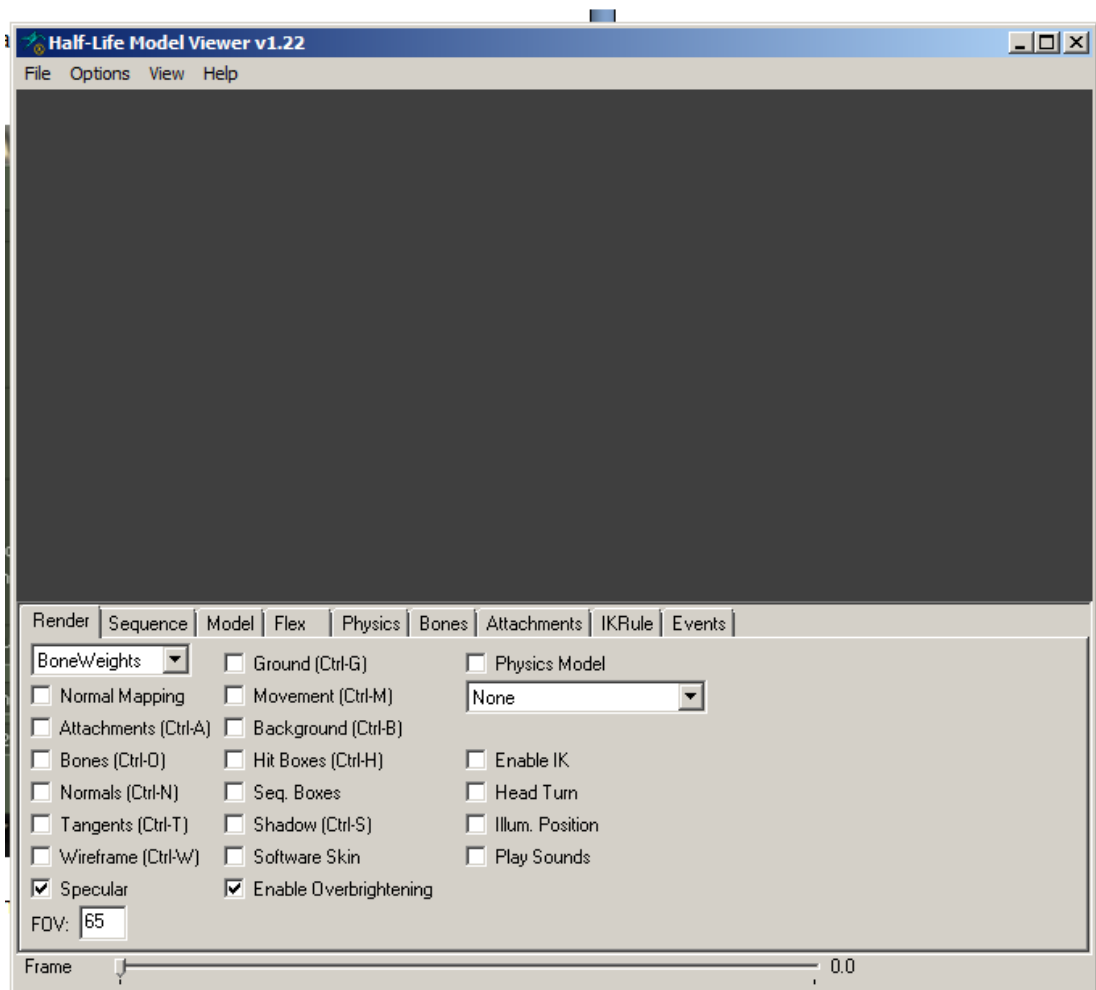 Half-Life Model Viewer v1.22
File Options View Help
Render Sequence Model Flex Physics Bones Attachments IKRule Events
BoneWeights Ground (Ctrl-G) Physics Model
Normal Mapping Movement (Ctrl-M) None
Attachments (Ctrl-A) Background (Ctrl-B)
Bones (Ctrl-O) Hit Boxes (Ctrl-H) Enable IK
Normals (Ctrl-N) Seq. Boxes Head Turn
Tangents (Ctrl-T) Shadow (Ctrl-S) Illum. Position
Wireframe (Ctrl-W) Software Skin Play Sounds
Specular Enable Overbrightening
FOV: 65
Frame 0.0